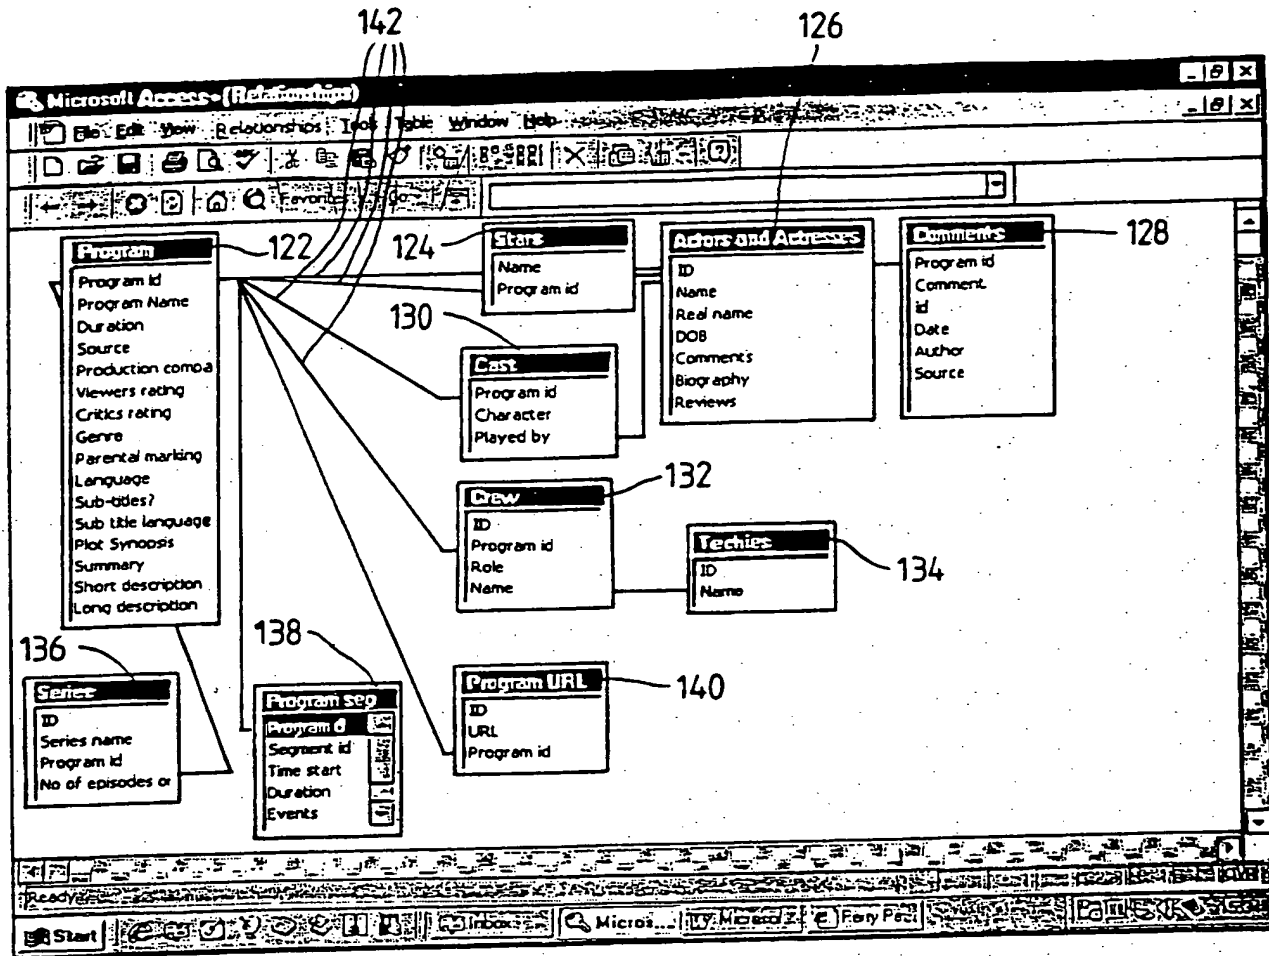 142
126
Microsoft Access - [Relationships]
File Edit View Relationships Tools Table Window Help
Favorites Go
Program
Program id
Program Name
Duration
Source
Production compa
Viewers rating
Critics rating
Genre
Parental marking
Language
Sub-titles?
Sub title language
Plot Synopsis
Summary
Short description
Long description
122
124
Stars
Name
Program id
Actors and Actresses
ID
Name
Real name
DOB
Comments
Biography
Reviews
Comments
Program id
Comment
id
Date
Author
Source
128
130
Cast
Program id
Character
Played by
132
Crew
ID
Program id
Role
Name
Techies
ID
Name
134
136
Series
ID
Series name
Program id
No of episodes or
138
Program seg
Program d
Segment id
Time start
Duration
Events
Program URL
ID
URL
Program id
140
Ready
Start
Inbox
Micros...
Microsof